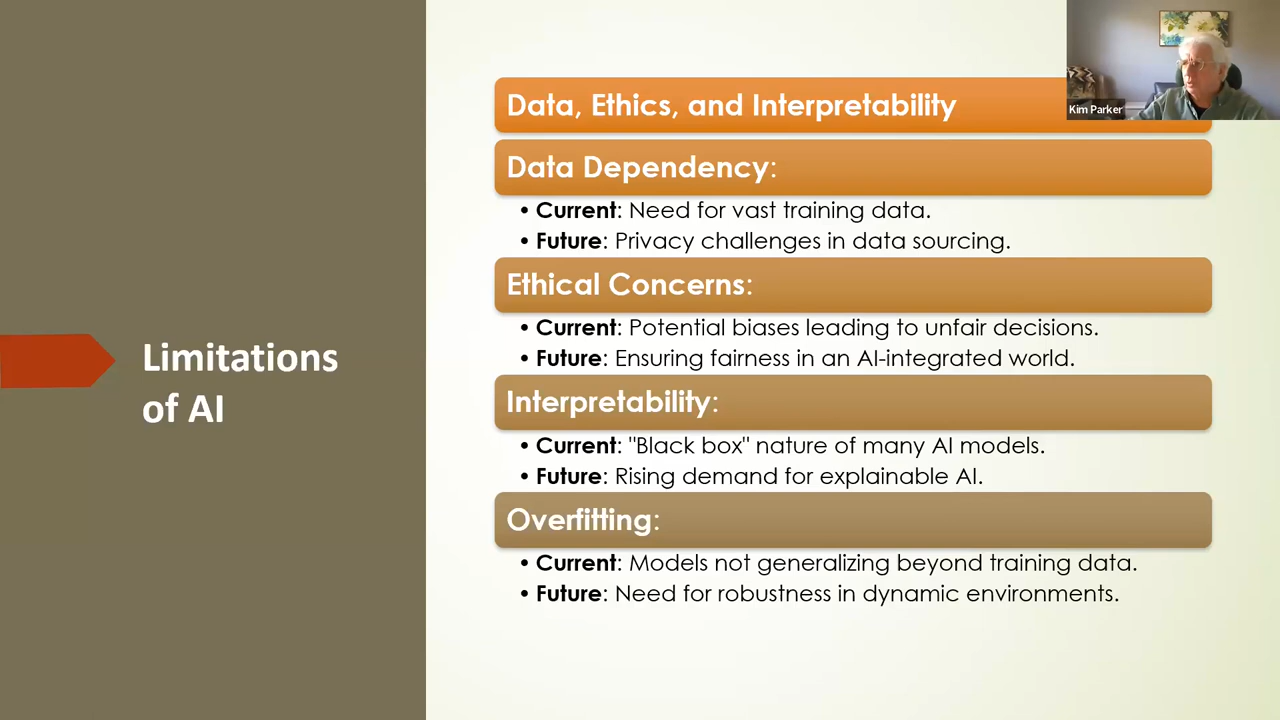 Limitations
of AI
Data, Ethics, and Interpretability
Data Dependency:
• Current: Need for vast training data.
• Future: Privacy challenges in data sourcing.
Ethical Concerns:
• Current: Potential biases leading to unfair decisions.
• Future: Ensuring fairness in an AI-integrated world.
Interpretability:
• Current: "Black box" nature of many AI models.
• Future: Rising demand for explainable AI.
Overfitting:
• Current: Models not generalizing beyond training data.
• Future: Need for robustness in dynamic environments.
Kim Parker